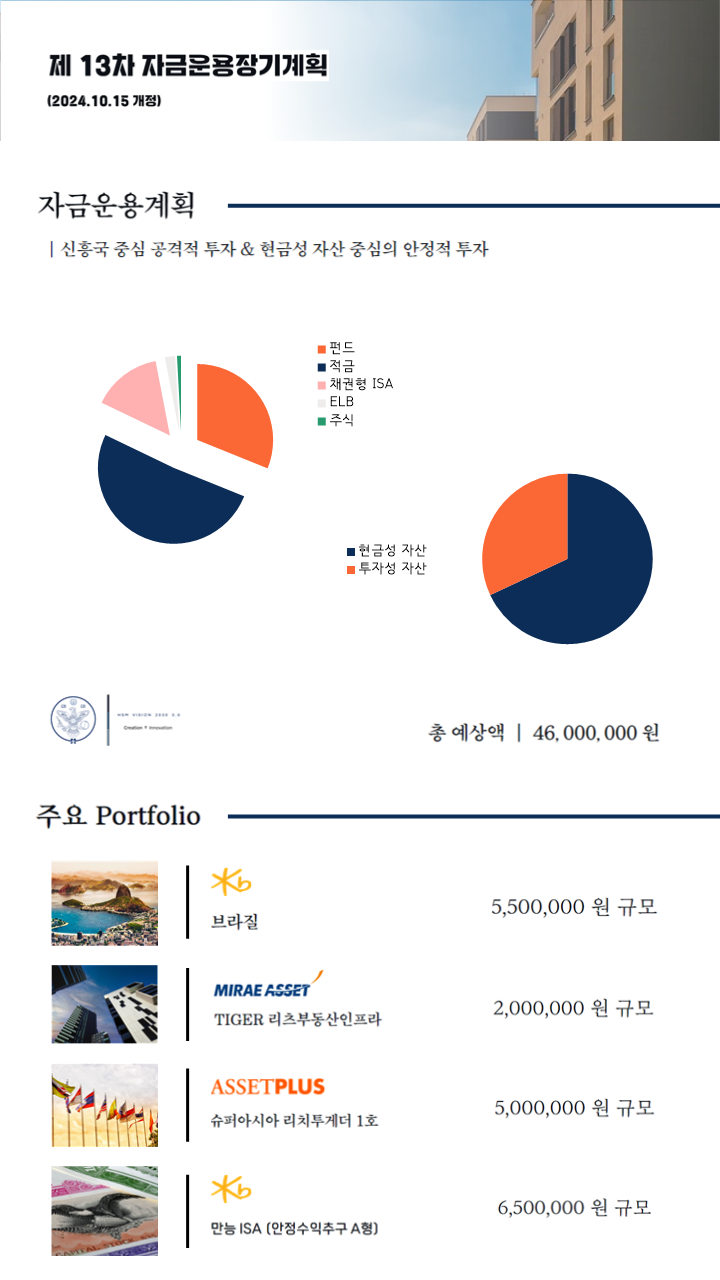 제 13차 자금운용장기계획
(2024.10.15 개정)
자금운용계획
| 신흥국 중심 공격적 투자 & 현금성 자산 중심의 안정적 투자
펀드
적금
채권형 ISA
ELB
주식
현금성 자산
투자성 자산
Creation + Innovation
총 예상액 | 46,000,000 원
주요 Portfolio
Kb
브라질
5,500,000 원 규모
MIRAE ASSET
TIGER 리츠부동산인프라
2,000,000 원 규모
ASSETPLUS
슈퍼아시아 리치투게더 1호
5,000,000 원 규모
Kb
만능 ISA (안정수익추구 A형)
6,500,000 원 규모